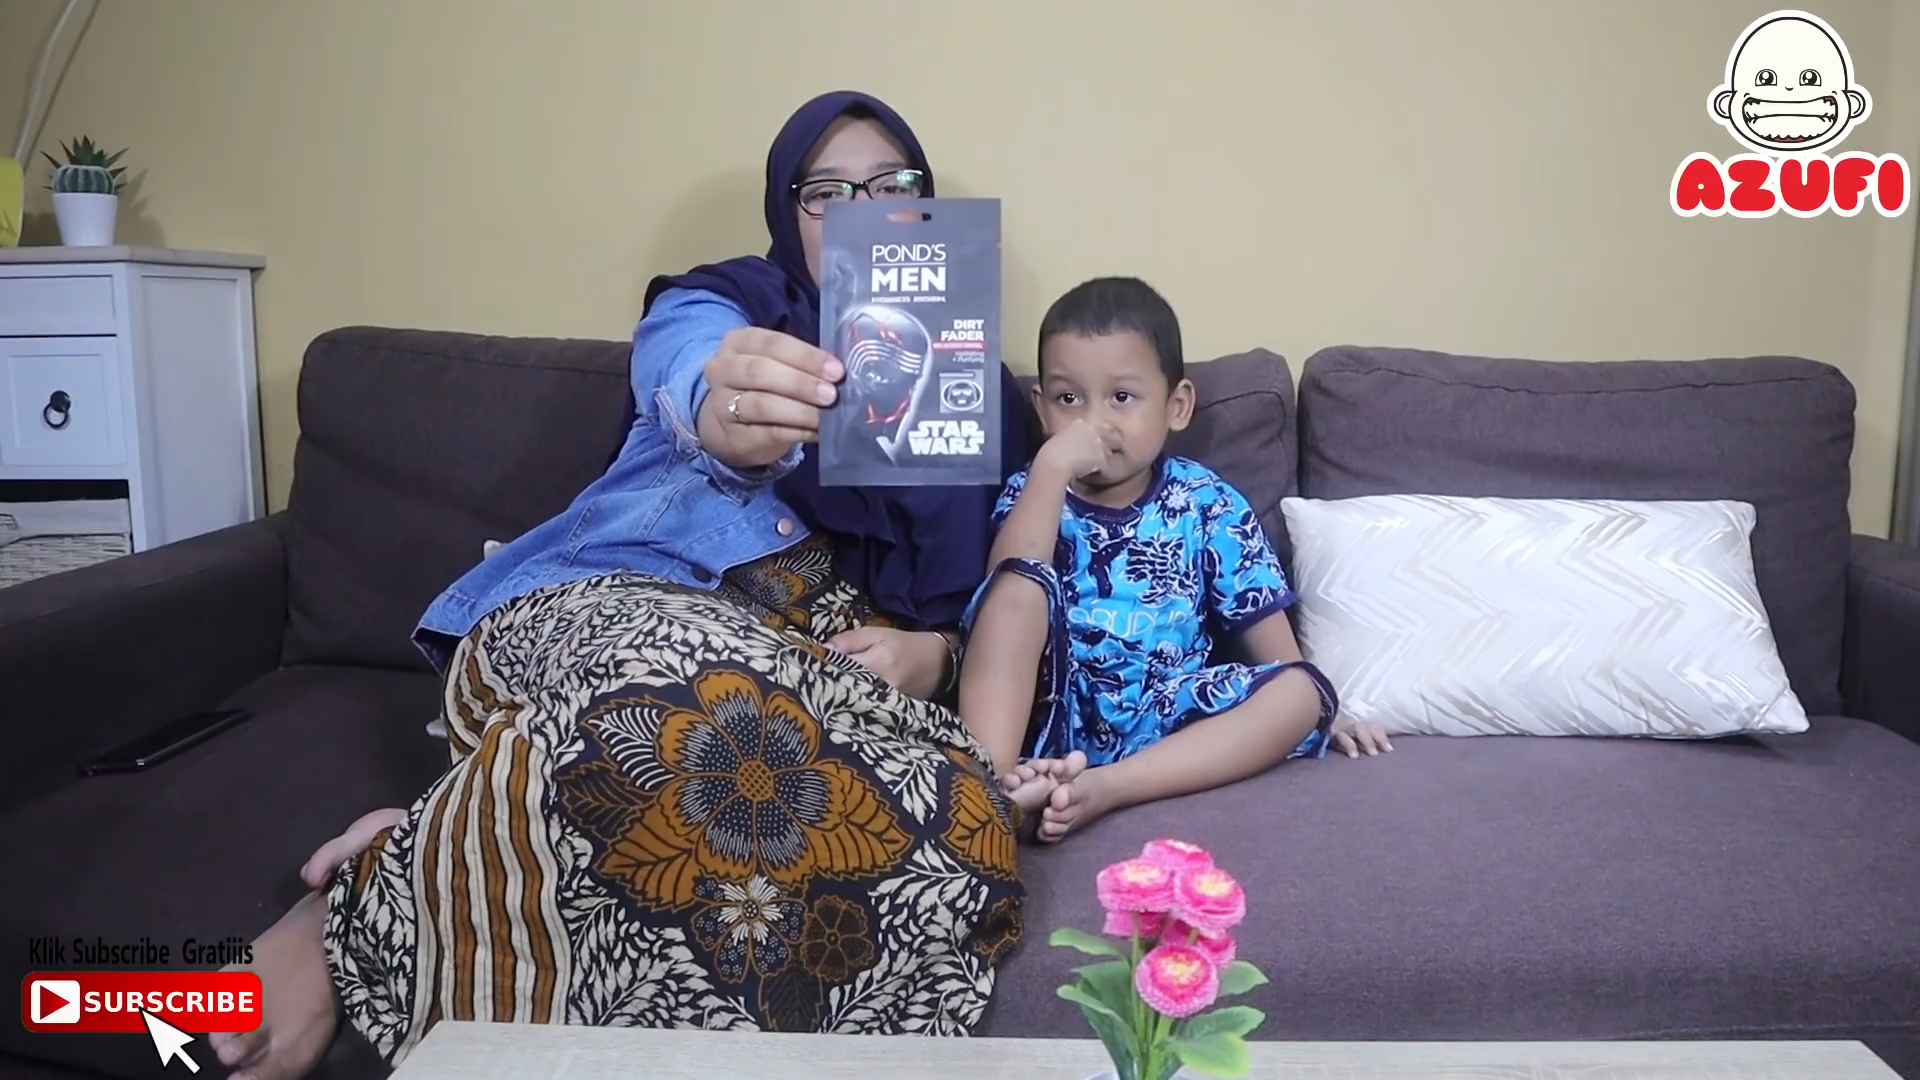 AZUFI
POND'S
MEN
DIRT
FADER
STAR
WARS
Klik Subscribe Gratiiis
SUBSCRIBE